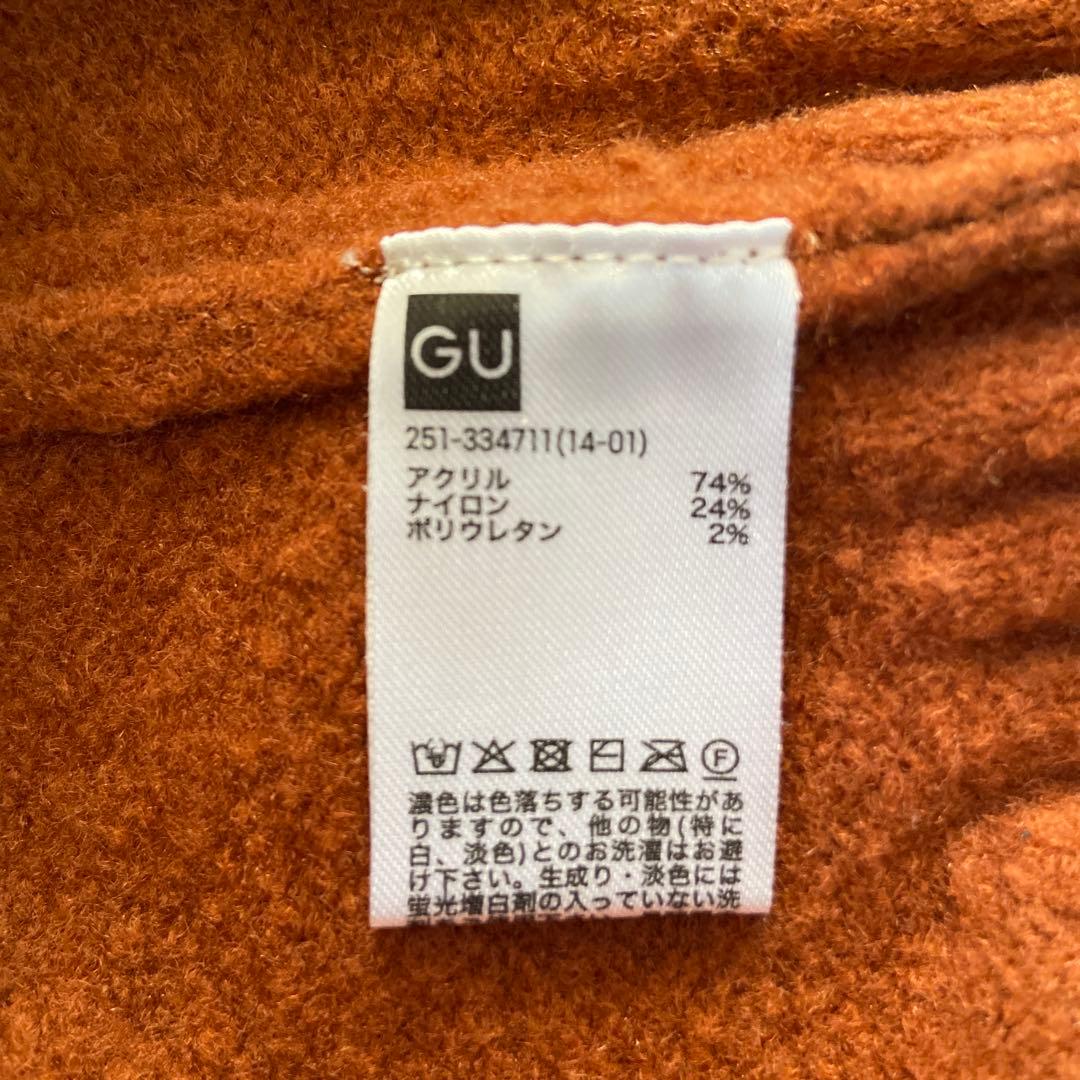 GU
251-334711(14-01)
アクリル 74%
ナイロン 24%
ポリウレタン 2%
F
濃色は色落ちする可能性があ
りますので、他の物(特に
白、淡色)とのお洗濯はお避
け下さい。生成り・淡色には
蛍光増白剤の入っていない洗